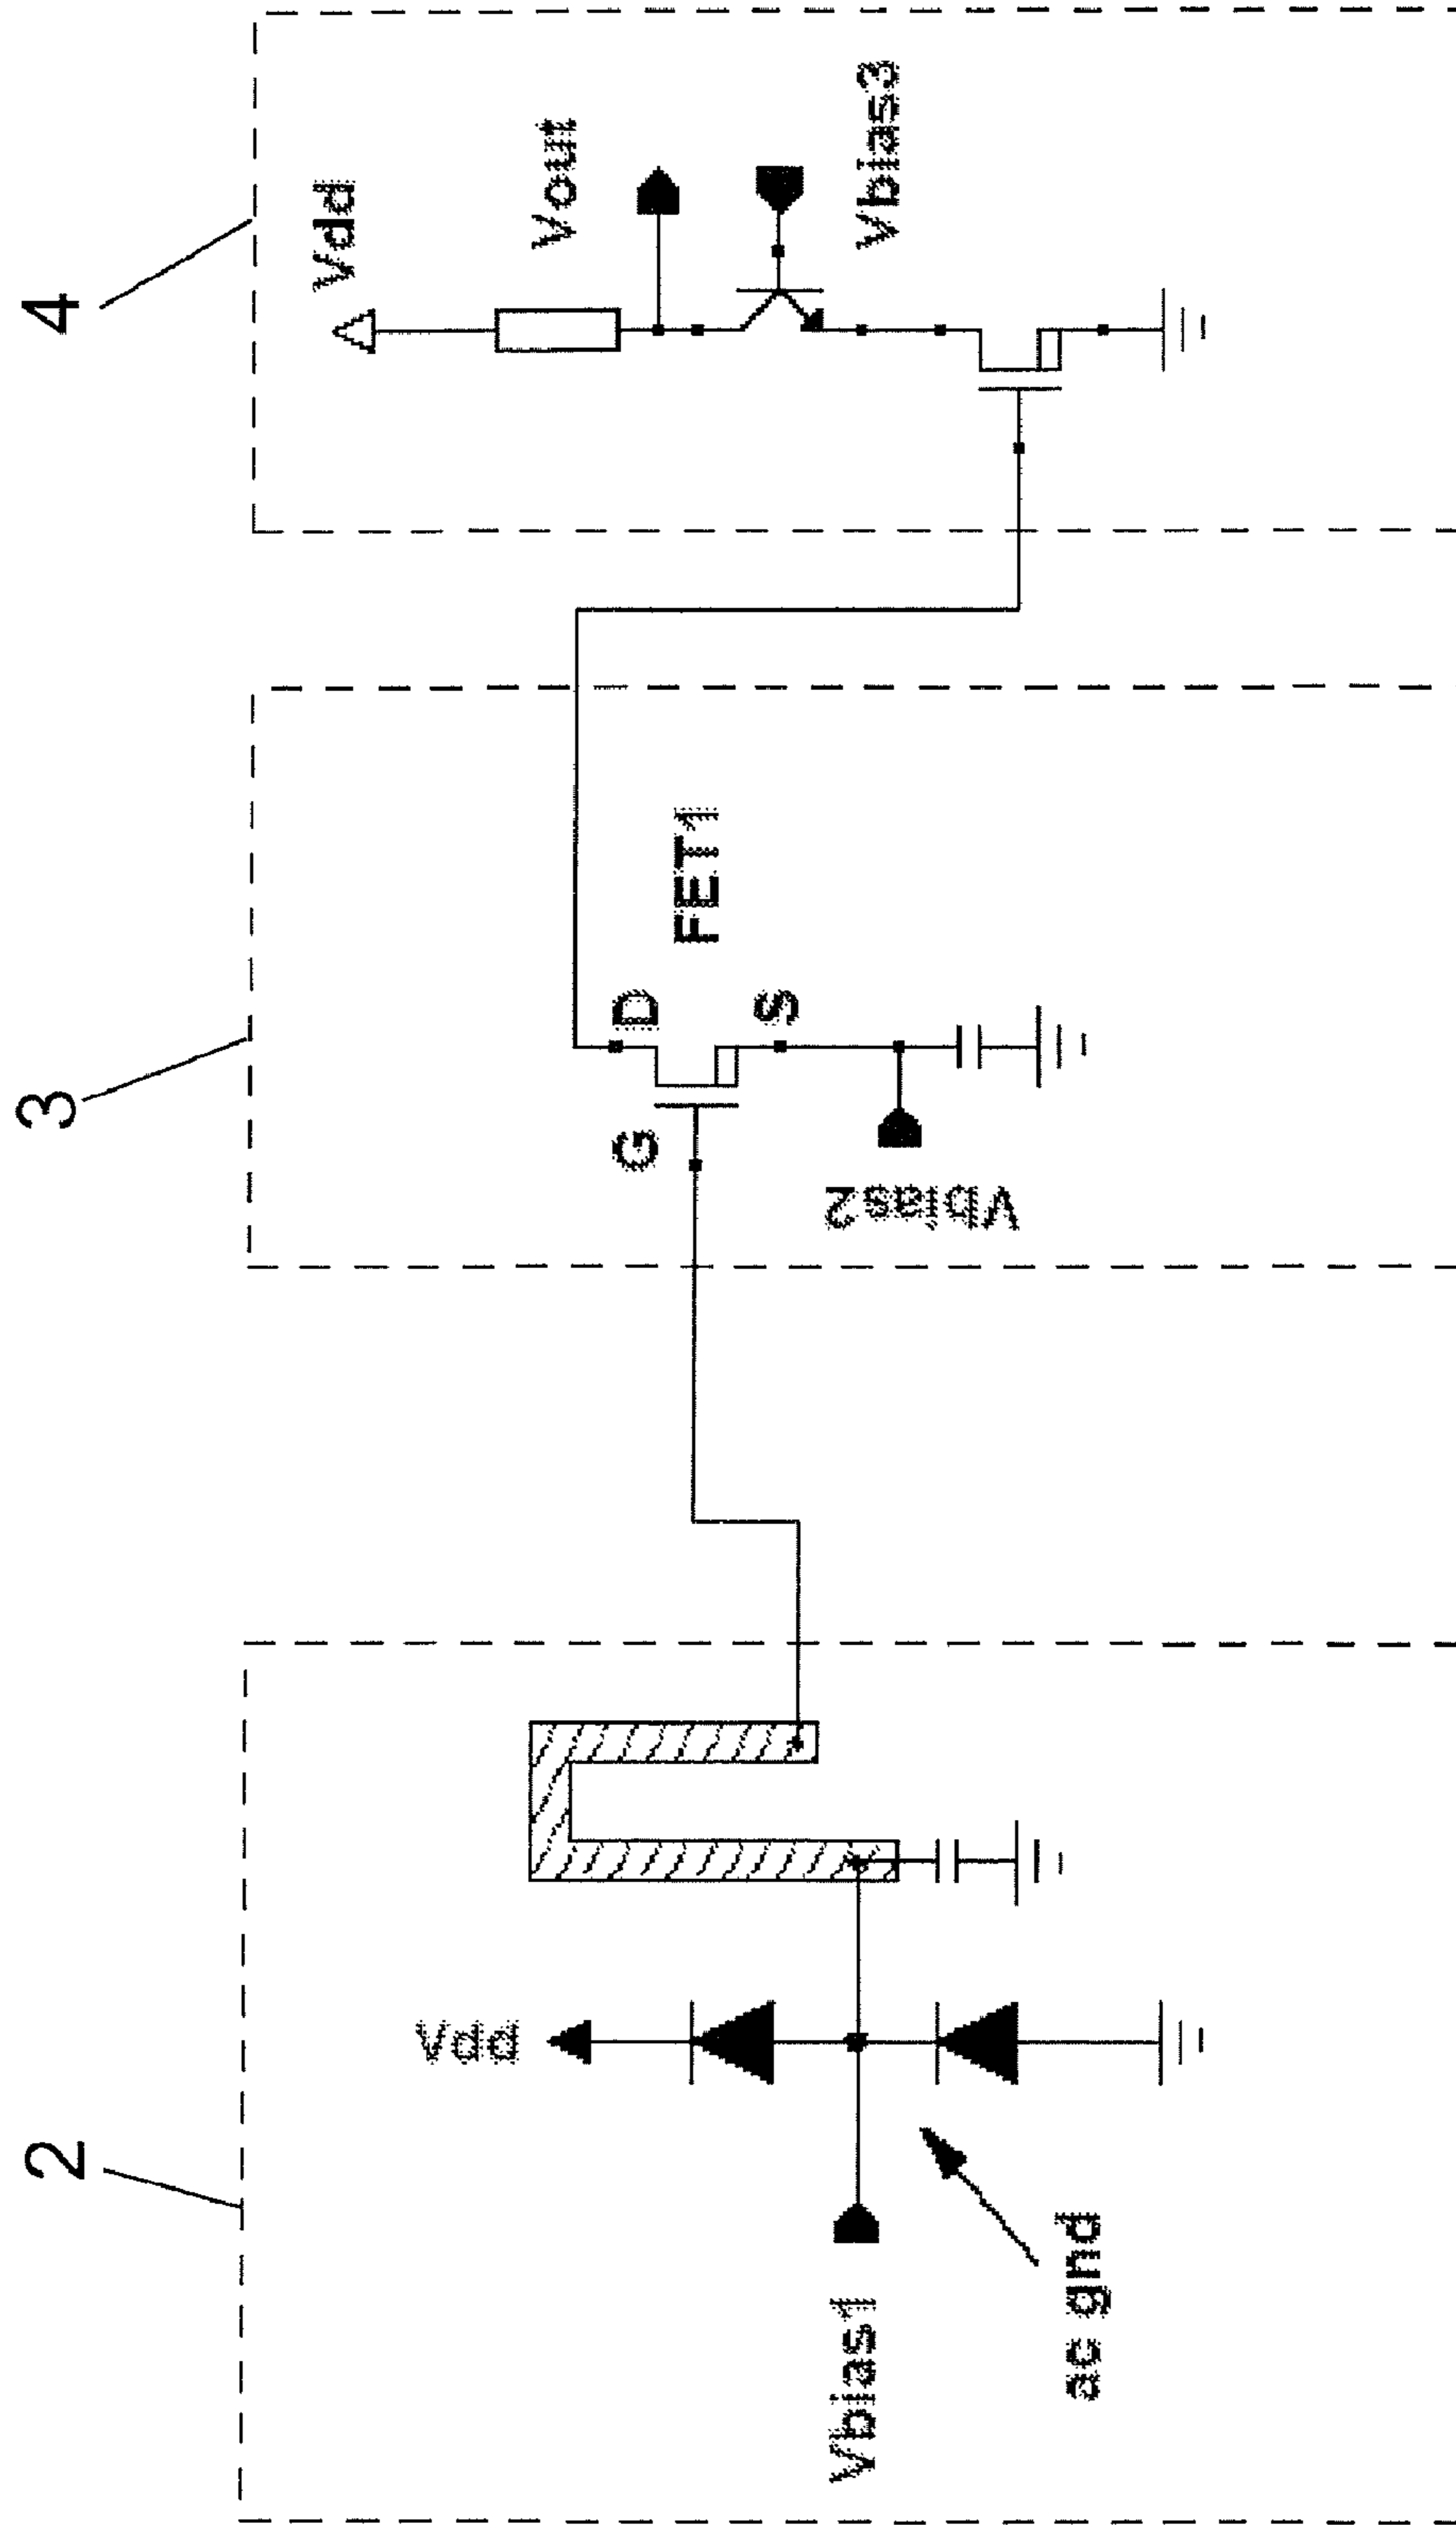 2
3
4
Vdd
Vbias1
ac gnd
G
D
S
FET1
Vbias2
Vdd
Vout
Vbias3